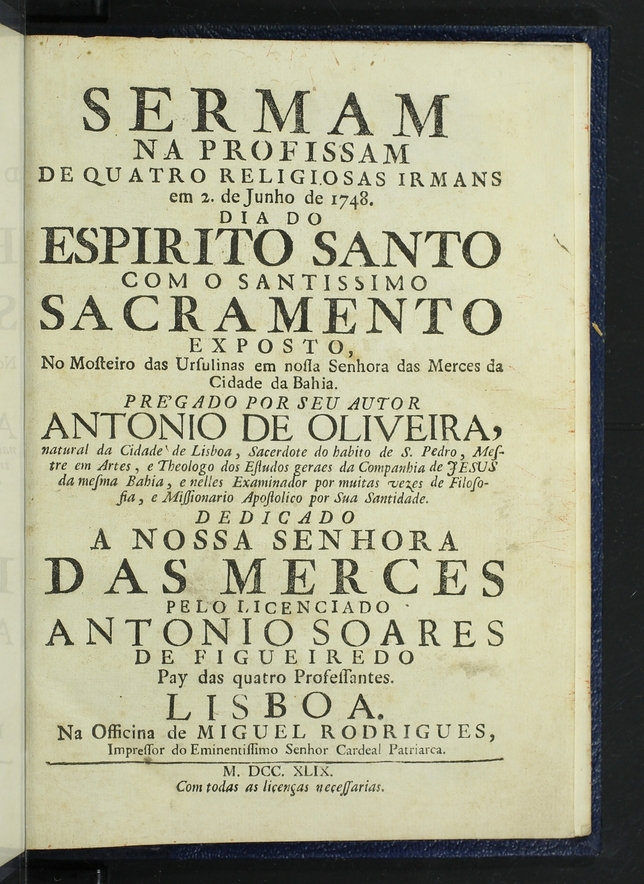 SERMAM
NA PROFISSAM
DE QUATRO RELIGIOSAS IRMANS
em 2. de Junho de 1748.
DIA DO
ESPIRITO SANTO
COM O SANTISSIMO
SACRAMENTO
EXPOSTO,
No Moſteiro das Urſulinas em noſſa Senhora das Merces da
Cidade da Bahia.
PREGADO POR SEU AUTOR
ANTONIO DE OLIVEIRA,
natural da Cidade de Lisboa, Sacerdote do habito de S. Pedro, Meſ-
tre em Artes, e Theologo dos Eſtudos geraes da Companhia de JESUS
da meſma Bahia, e nelles Examinador por muitas vezes de Filoſo-
fia, e Miſſionario Apoſtolico por Sua Santidade.
DEDICADO
A NOSSA SENHORA
DAS MERCES
PELO LICENCIADO
ANTONIO SOARES
DE FIGUEIREDO
Pay das quatro Profeſſantes.
LISBOA.
Na Officina de MIGUEL RODRIGUES,
Impreſſor do Eminentiſſimo Senhor Cardeal Patriarca.
M. DCC. XLIX.
Com todas as licenças neceſſarias.